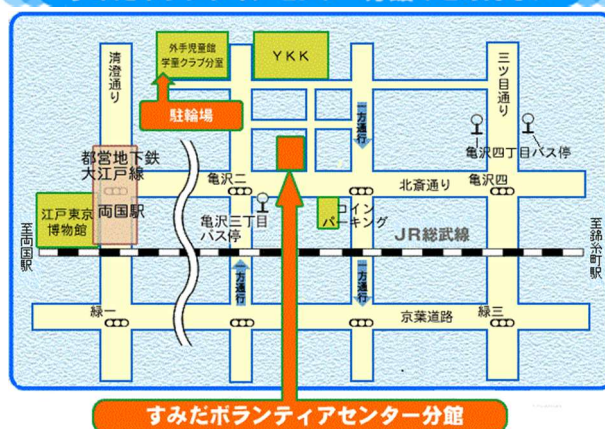 清澄通り
外手児童館
学童クラブ分室
YKK
三ツ目通り
駐輪場
一方通行
都営地下鉄
大江戸線
両国駅
亀沢四丁目バス停
亀沢二
北斎通り
亀沢四
江戸東京
博物館
亀沢三丁目
バス停
コイン
パーキング
JR総武線
至両国駅
至錦糸町駅
一方通行
一方通行
緑一
京葉道路
緑三
すみだボランティアセンター分館